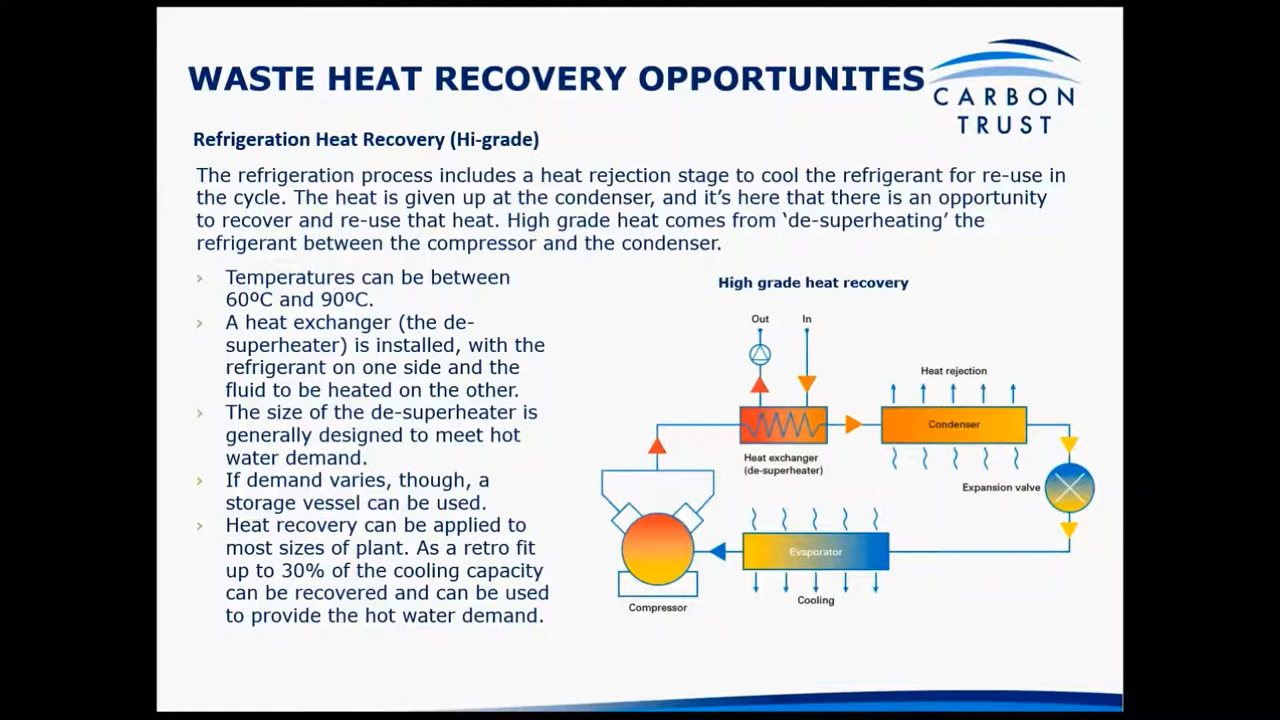 WASTE HEAT RECOVERY OPPORTUNITES
CARBON
TRUST
Refrigeration Heat Recovery (Hi-grade)
The refrigeration process includes a heat rejection stage to cool the refrigerant for re-use in
the cycle. The heat is given up at the condenser, and it’s here that there is an opportunity
to recover and re-use that heat. High grade heat comes from ‘de-superheating’ the
refrigerant between the compressor and the condenser.
› Temperatures can be between
60ºC and 90ºC.
› A heat exchanger (the de-
superheater) is installed, with the
refrigerant on one side and the
fluid to be heated on the other.
› The size of the de-superheater is
generally designed to meet hot
water demand.
› If demand varies, though, a
storage vessel can be used.
› Heat recovery can be applied to
most sizes of plant. As a retro fit
up to 30% of the cooling capacity
can be recovered and can be used
to provide the hot water demand.
High grade heat recovery
Out In
Heat rejection
Condenser
Heat exchanger
(de-superheater)
Expansion valve
Evaporator
Cooling
Compressor